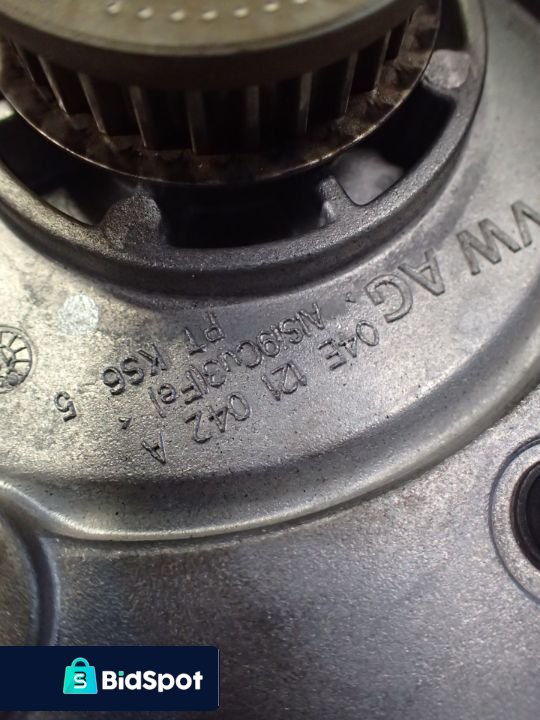 VW AG.
04E 121 042 A
AlSi9Cu3(Fe)
PT KS6 5
BidSpot